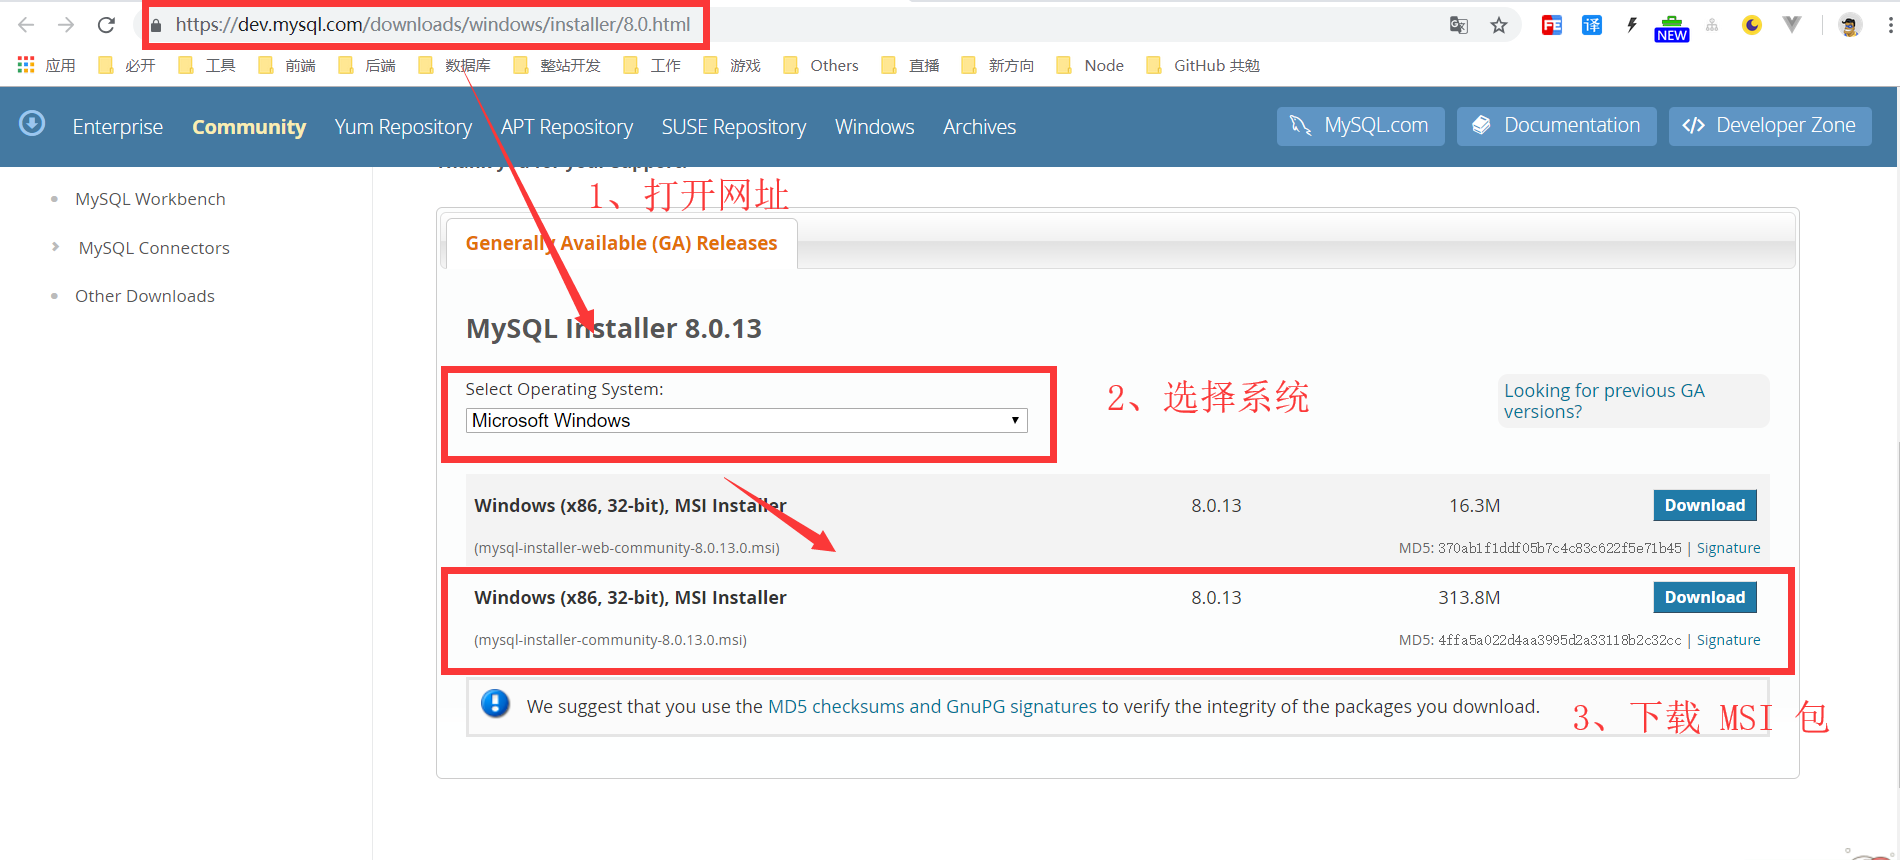 https://dev.mysql.com/downloads/windows/installer/8.0.html
FE 译 NEW
应用 必开 工具 前端 后端 数据库 整站开发 工作 游戏 Others 直播 新方向 Node GitHub 共勉
Enterprise Community Yum Repository APT Repository SUSE Repository Windows Archives MySQL.com Documentation Developer Zone
Thank you for your support!
MySQL Workbench
MySQL Connectors
Other Downloads
1、打开网址
Generally Available (GA) Releases
MySQL Installer 8.0.13
Select Operating System:
Microsoft Windows
2、选择系统
Looking for previous GA
versions?
Windows (x86, 32-bit), MSI Installer 8.0.13 16.3M Download
(mysql-installer-web-community-8.0.13.0.msi) MD5: 370ab1f1ddf05b7c4c83c622f5e71b45 | Signature
Windows (x86, 32-bit), MSI Installer 8.0.13 313.8M Download
(mysql-installer-community-8.0.13.0.msi) MD5: 4ffa5a022d4aa3995d2a33118b2c32cc | Signature
We suggest that you use the MD5 checksums and GnuPG signatures to verify the integrity of the packages you download.
3、下载 MSI 包